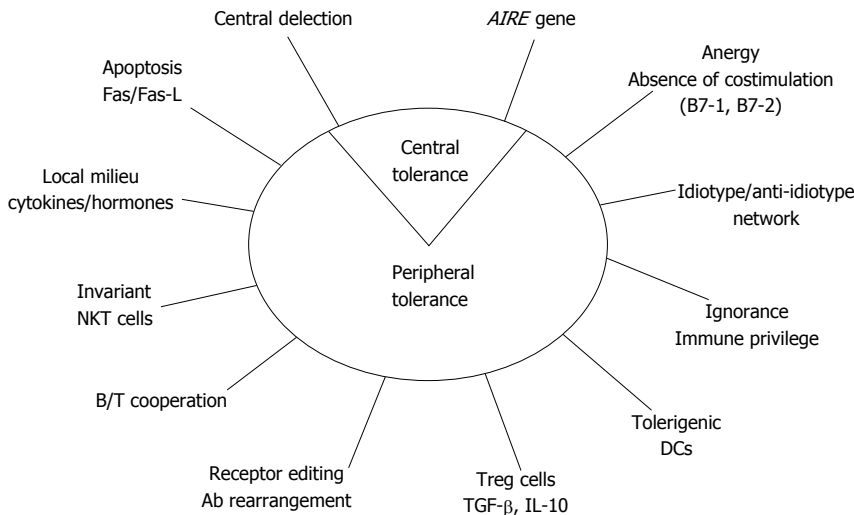 Central delection
AIRE gene
Anergy
Absence of costimulation
(B7-1, B7-2)
Apoptosis
Fas/Fas-L
Central
tolerance
Local milieu
cytokines/hormones
Idiotype/anti-idiotype
network
Peripheral
tolerance
Invariant
NKT cells
Ignorance
Immune privilege
B/T cooperation
Tolerigenic
DCs
Receptor editing
Ab rearrangement
Treg cells
TGF-β, IL-10